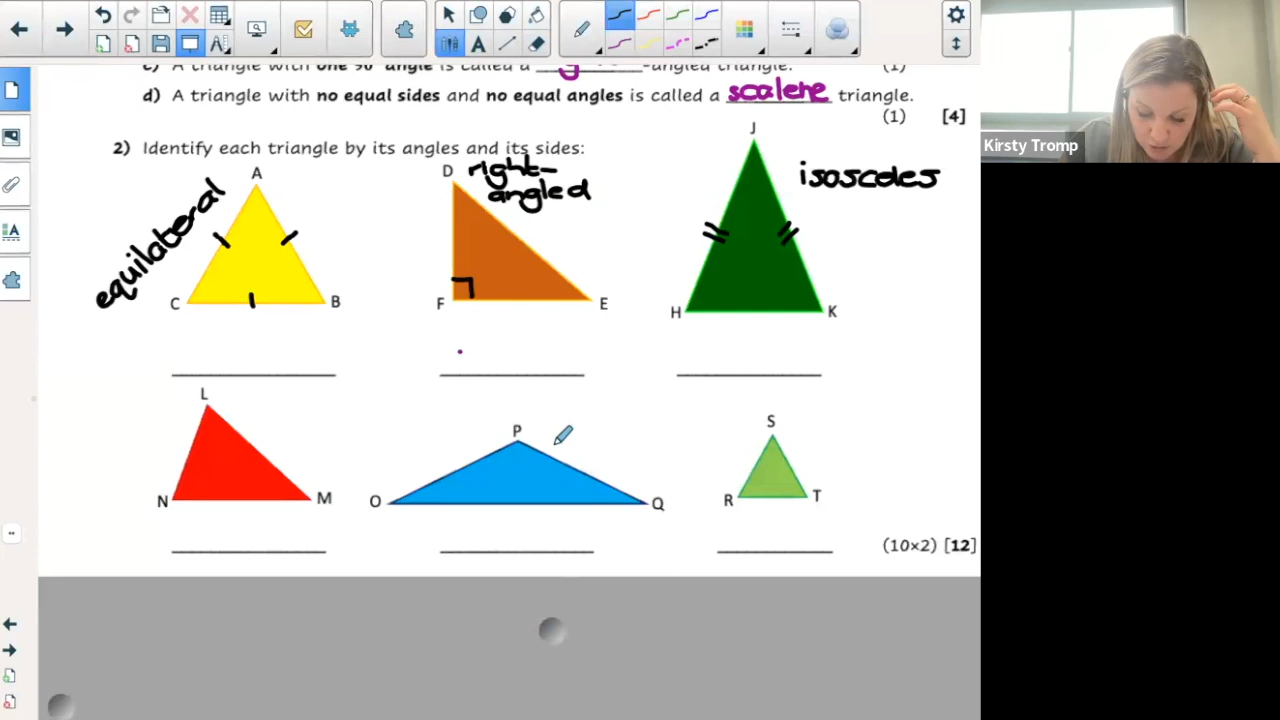 c) A triangle with one 90° angle is called a -angled triangle. (1)
d) A triangle with no equal sides and no equal angles is called a scalene triangle.
(1) [4]
Kirsty Tromp
2) Identify each triangle by its angles and its sides:
J
A
equilateral
C
B
D
right-
angled
F
E
isosceles
H
K
L
N
M
P
O
Q
S
R
T
(10×2) [12]